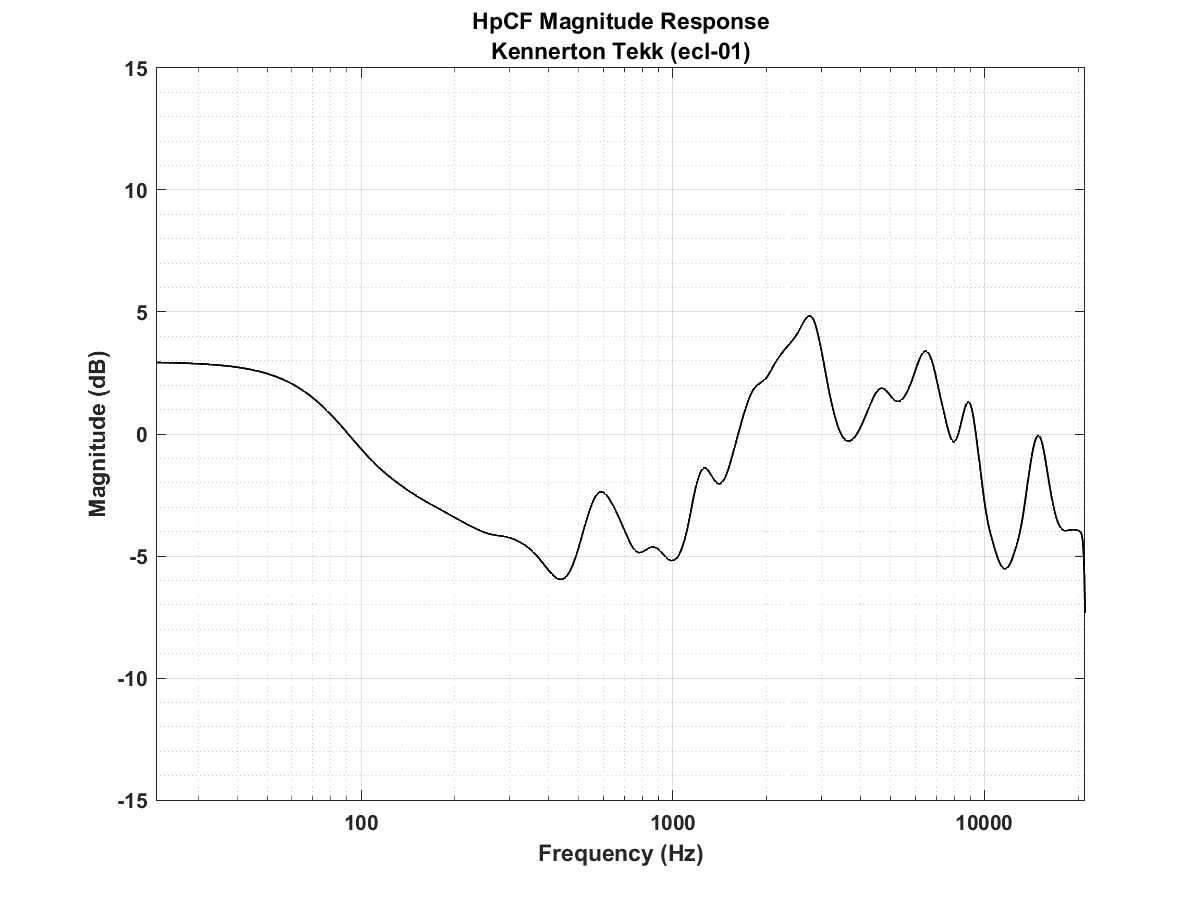 HpCF Magnitude Response
Kennerton Tekk (ecl-01)
15
10
5
0
-5
-10
-15
Magnitude (dB)
100
1000
10000
Frequency (Hz)